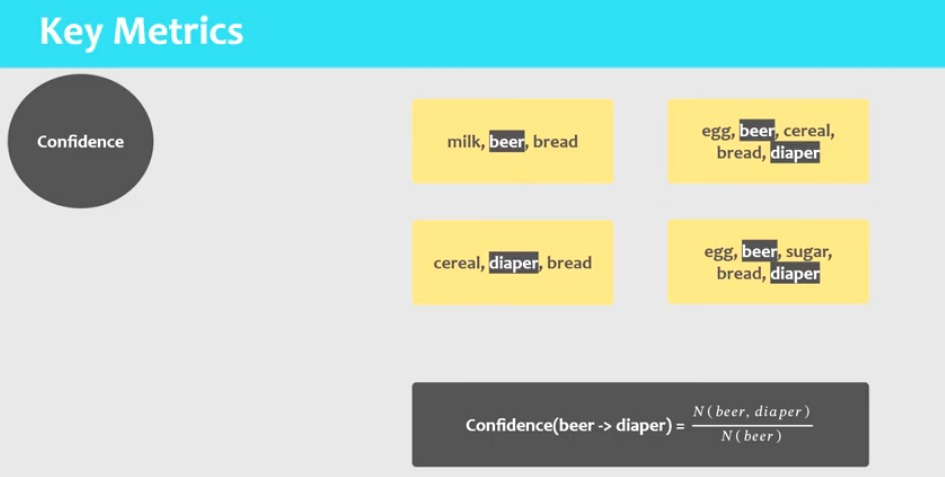 Key Metrics
Confidence
milk, beer, bread
egg, beer, cereal,
bread, diaper
cereal, diaper, bread
egg, beer, sugar,
bread, diaper
Confidence(beer -> diaper) =
N(beer, diaper)
N(beer)